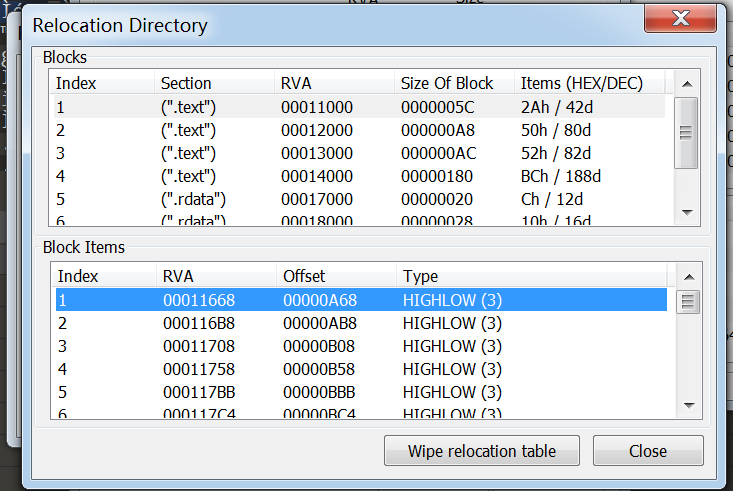 Size
Relocation Directory
Blocks
Index Section RVA Size Of Block Items (HEX/DEC)
1 (".text") 00011000 0000005C 2Ah / 42d
2 (".text") 00012000 000000A8 50h / 80d
3 (".text") 00013000 000000AC 52h / 82d
4 (".text") 00014000 00000180 BCh / 188d
5 (".rdata") 00017000 00000020 Ch / 12d
6 (".rdata") 00018000 00000028 10h / 16d
Block Items
Index RVA Offset Type
1 00011668 00000A68 HIGHLOW (3)
2 000116B8 00000AB8 HIGHLOW (3)
3 00011708 00000B08 HIGHLOW (3)
4 00011758 00000B58 HIGHLOW (3)
5 000117BB 00000BBB HIGHLOW (3)
6 000117C4 00000BC4 HIGHLOW (3)
Wipe relocation table Close